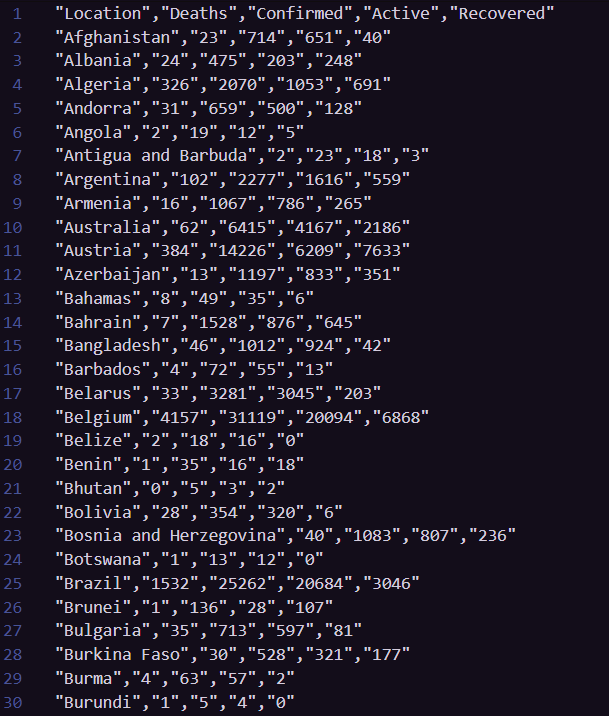 1 "Location","Deaths","Confirmed","Active","Recovered"
2 "Afghanistan","23","714","651","40"
3 "Albania","24","475","203","248"
4 "Algeria","326","2070","1053","691"
5 "Andorra","31","659","500","128"
6 "Angola","2","19","12","5"
7 "Antigua and Barbuda","2","23","18","3"
8 "Argentina","102","2277","1616","559"
9 "Armenia","16","1067","786","265"
10 "Australia","62","6415","4167","2186"
11 "Austria","384","14226","6209","7633"
12 "Azerbaijan","13","1197","833","351"
13 "Bahamas","8","49","35","6"
14 "Bahrain","7","1528","876","645"
15 "Bangladesh","46","1012","924","42"
16 "Barbados","4","72","55","13"
17 "Belarus","33","3281","3045","203"
18 "Belgium","4157","31119","20094","6868"
19 "Belize","2","18","16","0"
20 "Benin","1","35","16","18"
21 "Bhutan","0","5","3","2"
22 "Bolivia","28","354","320","6"
23 "Bosnia and Herzegovina","40","1083","807","236"
24 "Botswana","1","13","12","0"
25 "Brazil","1532","25262","20684","3046"
26 "Brunei","1","136","28","107"
27 "Bulgaria","35","713","597","81"
28 "Burkina Faso","30","528","321","177"
29 "Burma","4","63","57","2"
30 "Burundi","1","5","4","0"